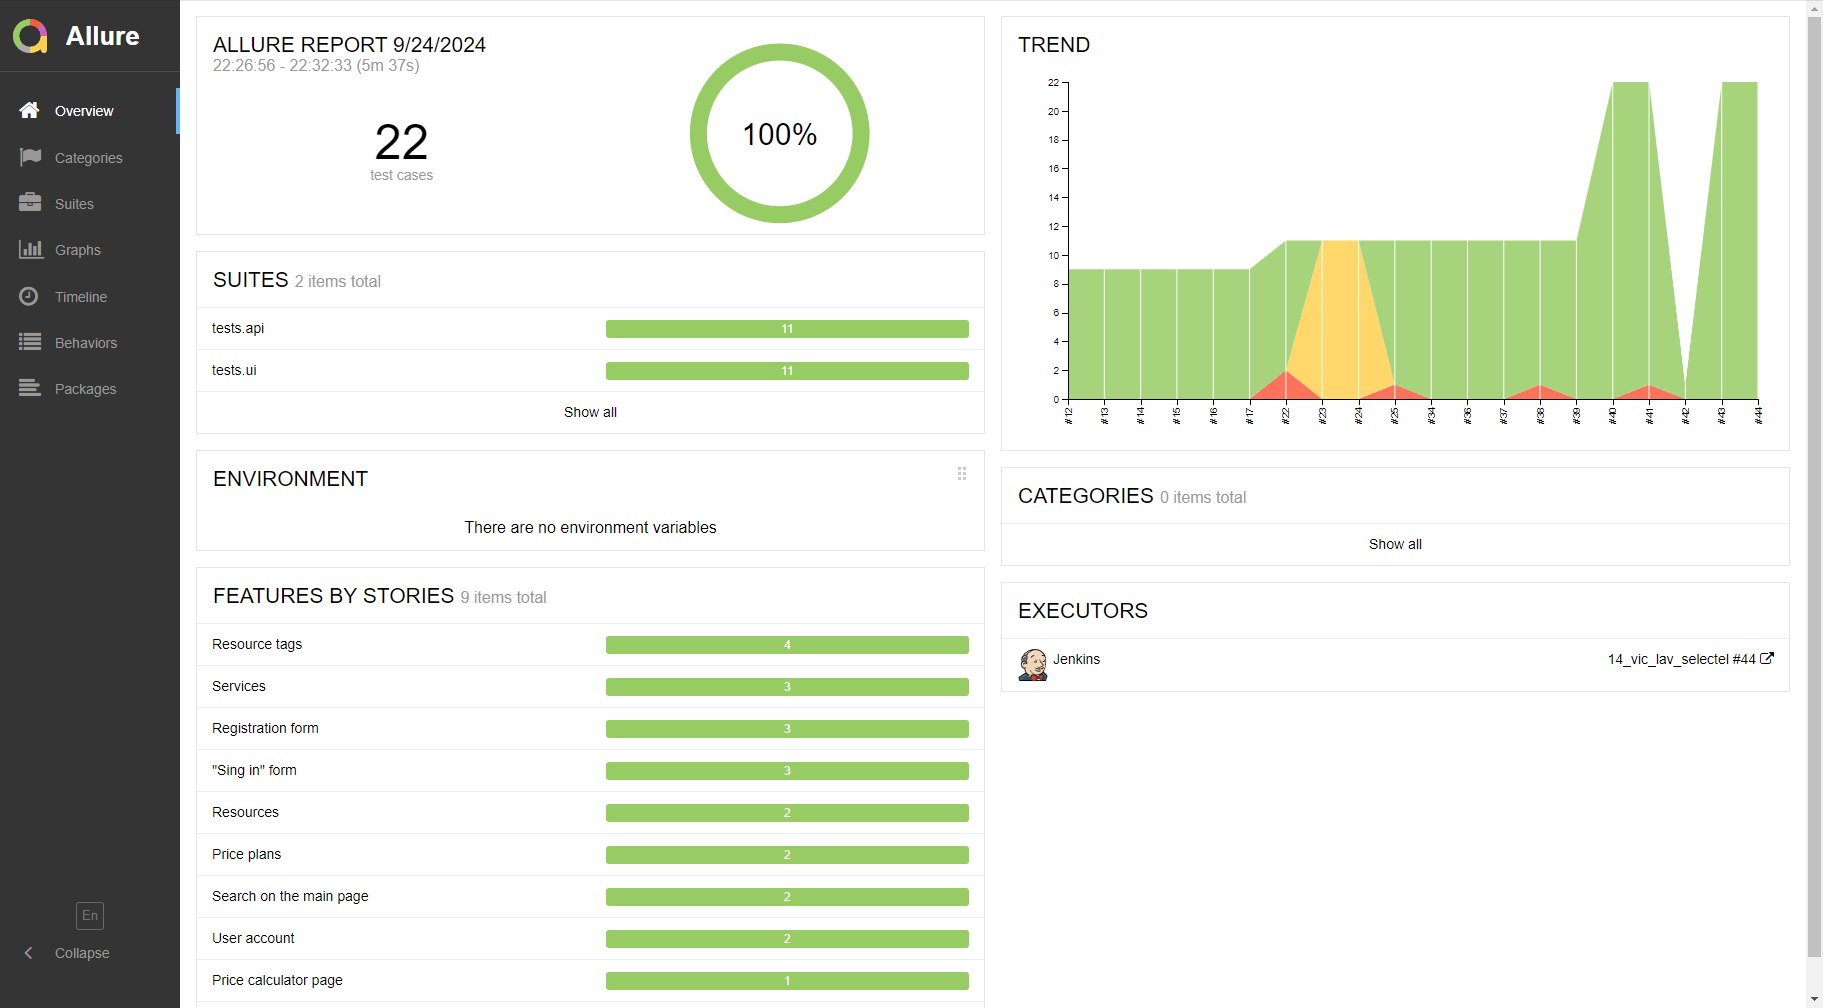 Allure
Overview
Categories
Suites
Graphs
Timeline
Behaviors
Packages
En
Collapse
ALLURE REPORT 9/24/2024
22:26:56 - 22:32:33 (5m 37s)
22
test cases
100%
SUITES 2 items total
tests.api 11
tests.ui 11
Show all
ENVIRONMENT
There are no environment variables
FEATURES BY STORIES 9 items total
Resource tags 4
Services 3
Registration form 3
"Sing in" form 3
Resources 2
Price plans 2
Search on the main page 2
User account 2
Price calculator page 1
TREND
22
20
18
16
14
12
10
8
6
4
2
0
#12 #13 #14 #15 #16 #17 #22 #23 #24 #25 #34 #36 #37 #38 #39 #40 #41 #42 #43 #44
CATEGORIES 0 items total
Show all
EXECUTORS
Jenkins 14_vic_lav_selectel #44